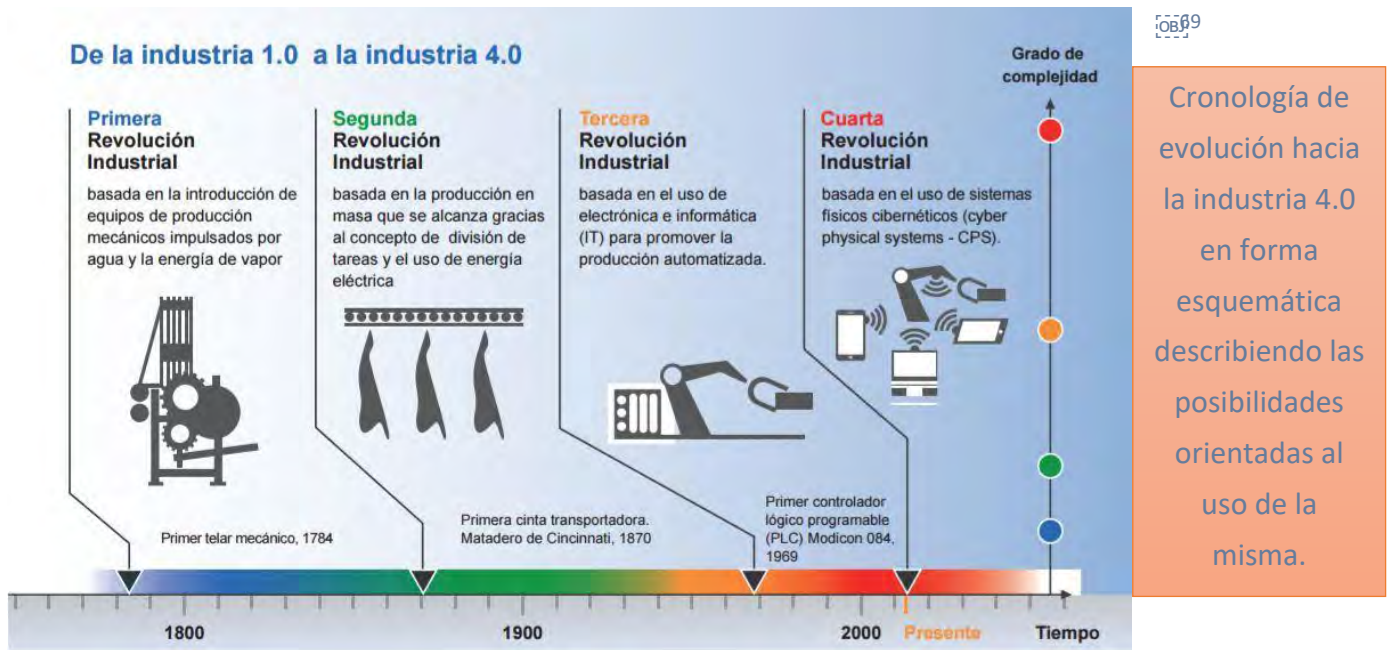 OBJ 69
De la industria 1.0 a la industria 4.0
Grado de
complejidad
Primera
Revolución
Industrial
basada en la introducción de
equipos de producción
mecánicos impulsados por
agua y la energía de vapor
Segunda
Revolución
Industrial
basada en la producción en
masa que se alcanza gracias
al concepto de división de
tareas y el uso de energía
eléctrica
Tercera
Revolución
Industrial
basada en el uso de
electrónica e informática
(IT) para promover la
producción automatizada.
Cuarta
Revolución
Industrial
basada en el uso de sistemas
físicos cibernéticos (cyber
physical systems - CPS).
Primer telar mecánico, 1784
Primera cinta transportadora.
Matadero de Cincinnati, 1870
Primer controlador
lógico programable
(PLC) Modicon 084,
1969
1800
1900
2000
Presente
Tiempo
Cronología de
evolución hacia
la industria 4.0
en forma
esquemática
describiendo las
posibilidades
orientadas al
uso de la
misma.